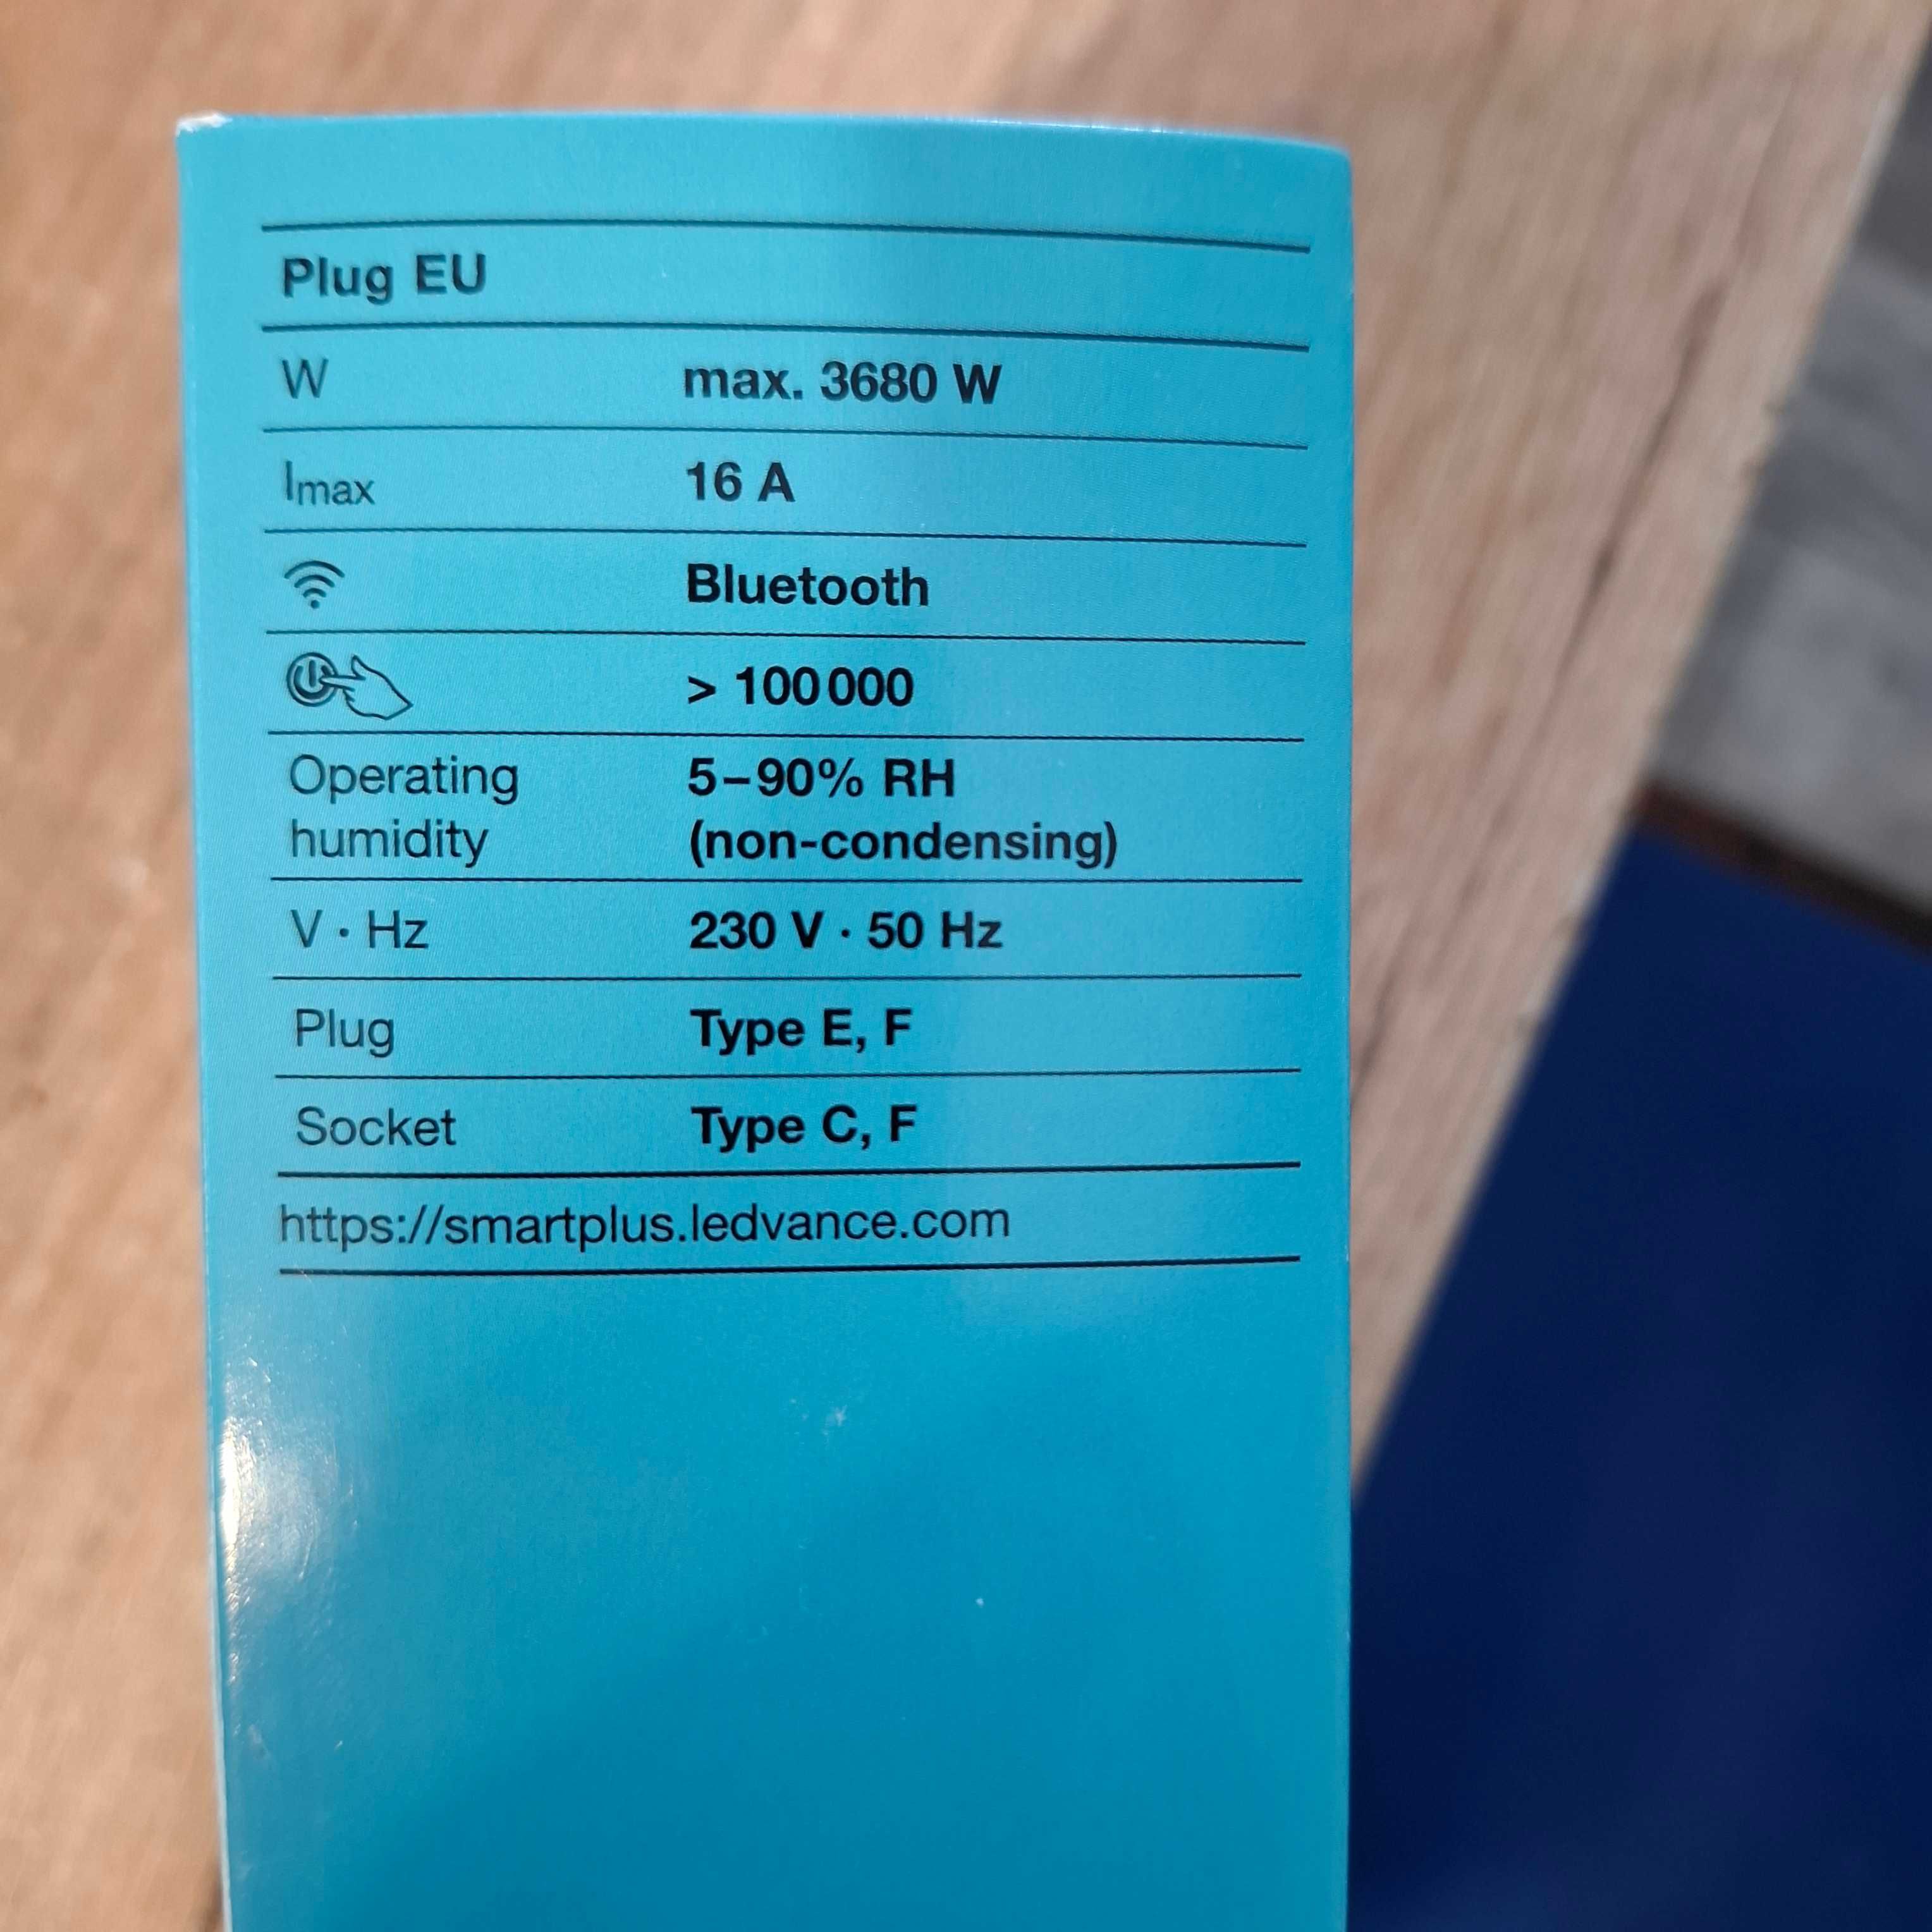 Plug EU
W max. 3680 W
Imax 16 A
Bluetooth
> 100 000
Operating 5–90% RH
humidity (non-condensing)
V · Hz 230 V · 50 Hz
Plug Type E, F
Socket Type C, F
https://smartplus.ledvance.com